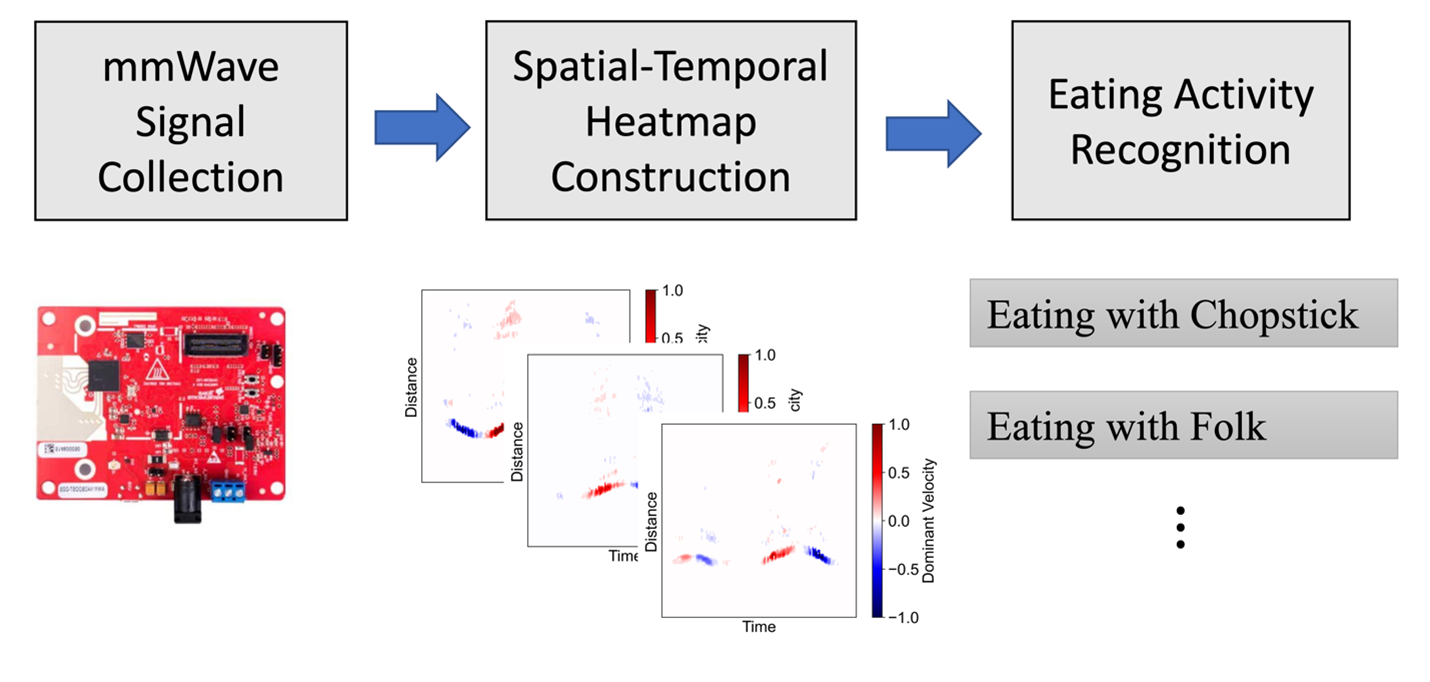 mmWave
Signal
Collection
Spatial-Temporal
Heatmap
Construction
Eating Activity
Recognition
Distance
1.0
0.5
city
Distance
Time
1.0
0.5
city
Distance
Time
1.0
0.5
0.0
−0.5
−1.0
Dominant Velocity
Eating with Chopstick
Eating with Folk